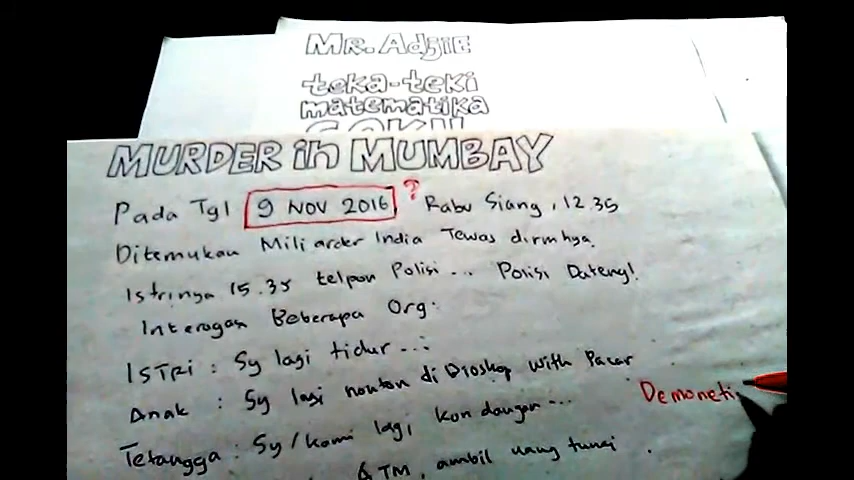 Mr. Adjie
teka-teki
matematika
MURDER in MUMBAY
Pada Tgl 9 NOV 2016 ? Rabu Siang, 12.35
Ditemukan Miliarder India Tewas dirmhya.
Istrinya 15.35 telpon Polisi ... Polisi Dateng!
Interogasi Beberapa Org:
ISTRi : Sy lagi tidur ...
Anak : Sy lagi nonton di Bioskop with Pacar
Demoneti
Tetangga : Sy/kami lagi kondangan ...
ATM, ambil uang tunai .